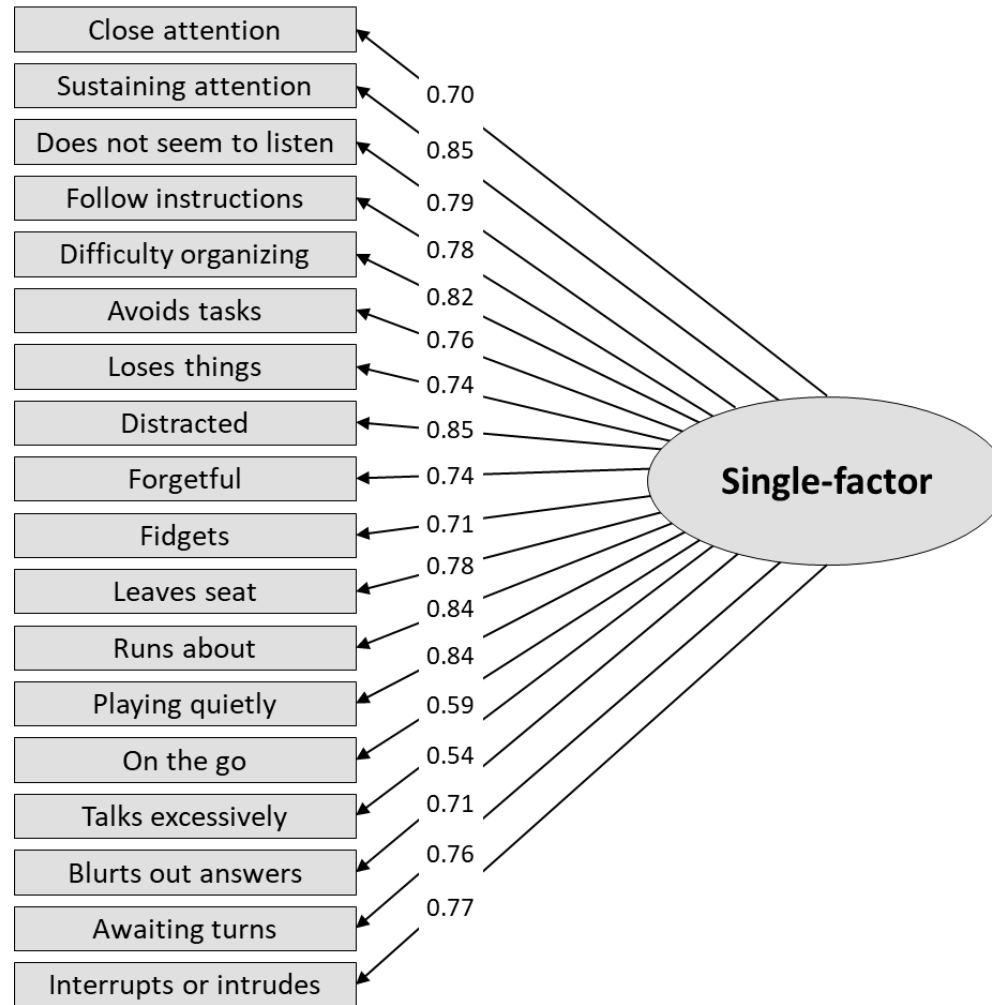 Close attention
Sustaining attention
Does not seem to listen
Follow instructions
Difficulty organizing
Avoids tasks
Loses things
Distracted
Forgetful
Fidgets
Leaves seat
Runs about
Playing quietly
On the go
Talks excessively
Blurts out answers
Awaiting turns
Interrupts or intrudes
0.70
0.85
0.79
0.78
0.82
0.76
0.74
0.85
0.74
0.71
0.78
0.84
0.84
0.59
0.54
0.71
0.76
0.77
Single-factor